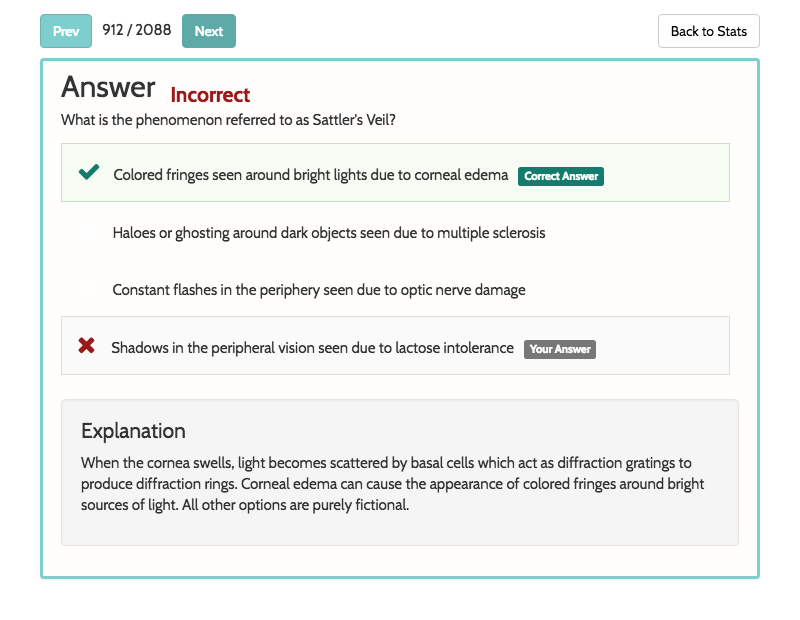 Prev 912 / 2088 Next Back to Stats
Answer Incorrect
What is the phenomenon referred to as Sattler's Veil?
Colored fringes seen around bright lights due to corneal edema Correct Answer
Haloes or ghosting around dark objects seen due to multiple sclerosis
Constant flashes in the periphery seen due to optic nerve damage
Shadows in the peripheral vision seen due to lactose intolerance Your Answer
Explanation
When the cornea swells, light becomes scattered by basal cells which act as diffraction gratings to
produce diffraction rings. Corneal edema can cause the appearance of colored fringes around bright
sources of light. All other options are purely fictional.